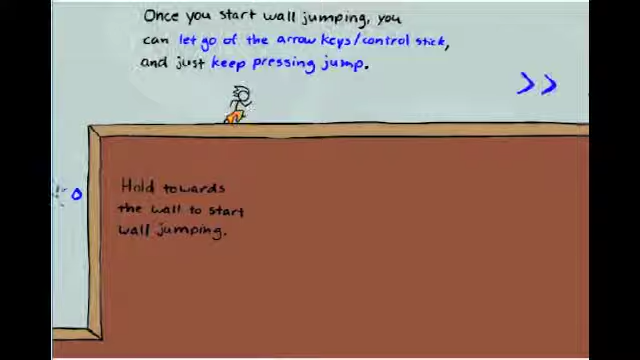 Once you start wall jumping, you
can let go of the arrow keys/control stick,
and just keep pressing jump.
>>
Hold towards
the wall to start
wall jumping.